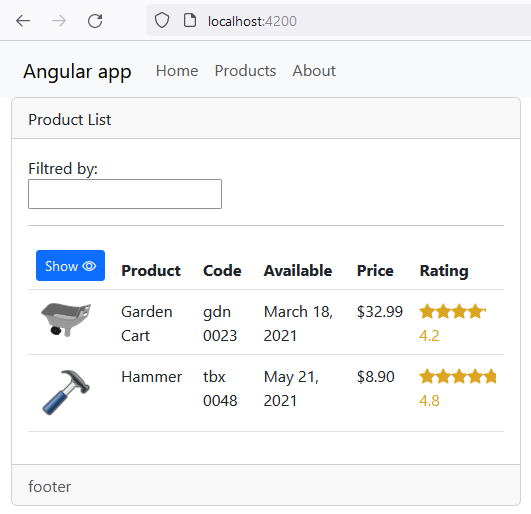 localhost:4200
Angular app Home Products About
Product List
Filtred by:
Show Product Code Available Price Rating
Garden gdn March 18, $32.99
Cart 0023 2021 4.2
Hammer tbx May 21, $8.90
0048 2021 4.8
footer